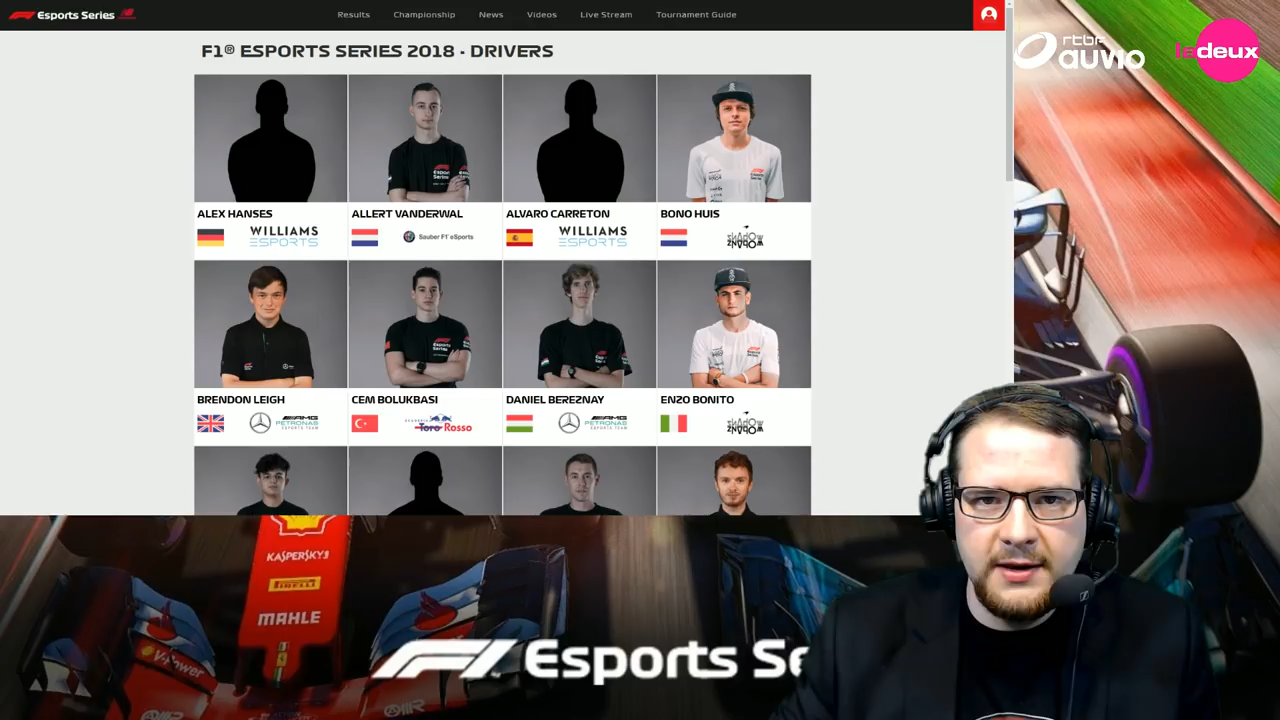 F1 Esports Series
Results Championship News Videos Live Stream Tournament Guide
rtbf
auvio
ladeux
F1® ESPORTS SERIES 2018 - DRIVERS
ALEX HANSES
WILLIAMS
ESPORTS
ALLERT VANDERWAL
Sauber F1 eSports
ALVARO CARRETON
WILLIAMS
ESPORTS
BONO HUIS
BRENDON LEIGH
AMG
PETRONAS
ESPORTS TEAM
CEM BOLUKBASI
Toro Rosso
DANIEL BEREZNAY
AMG
PETRONAS
ESPORTS TEAM
ENZO BONITO
KASPERSKY
PIRELLI
MAHLE
V-Power
F1 Esports Se